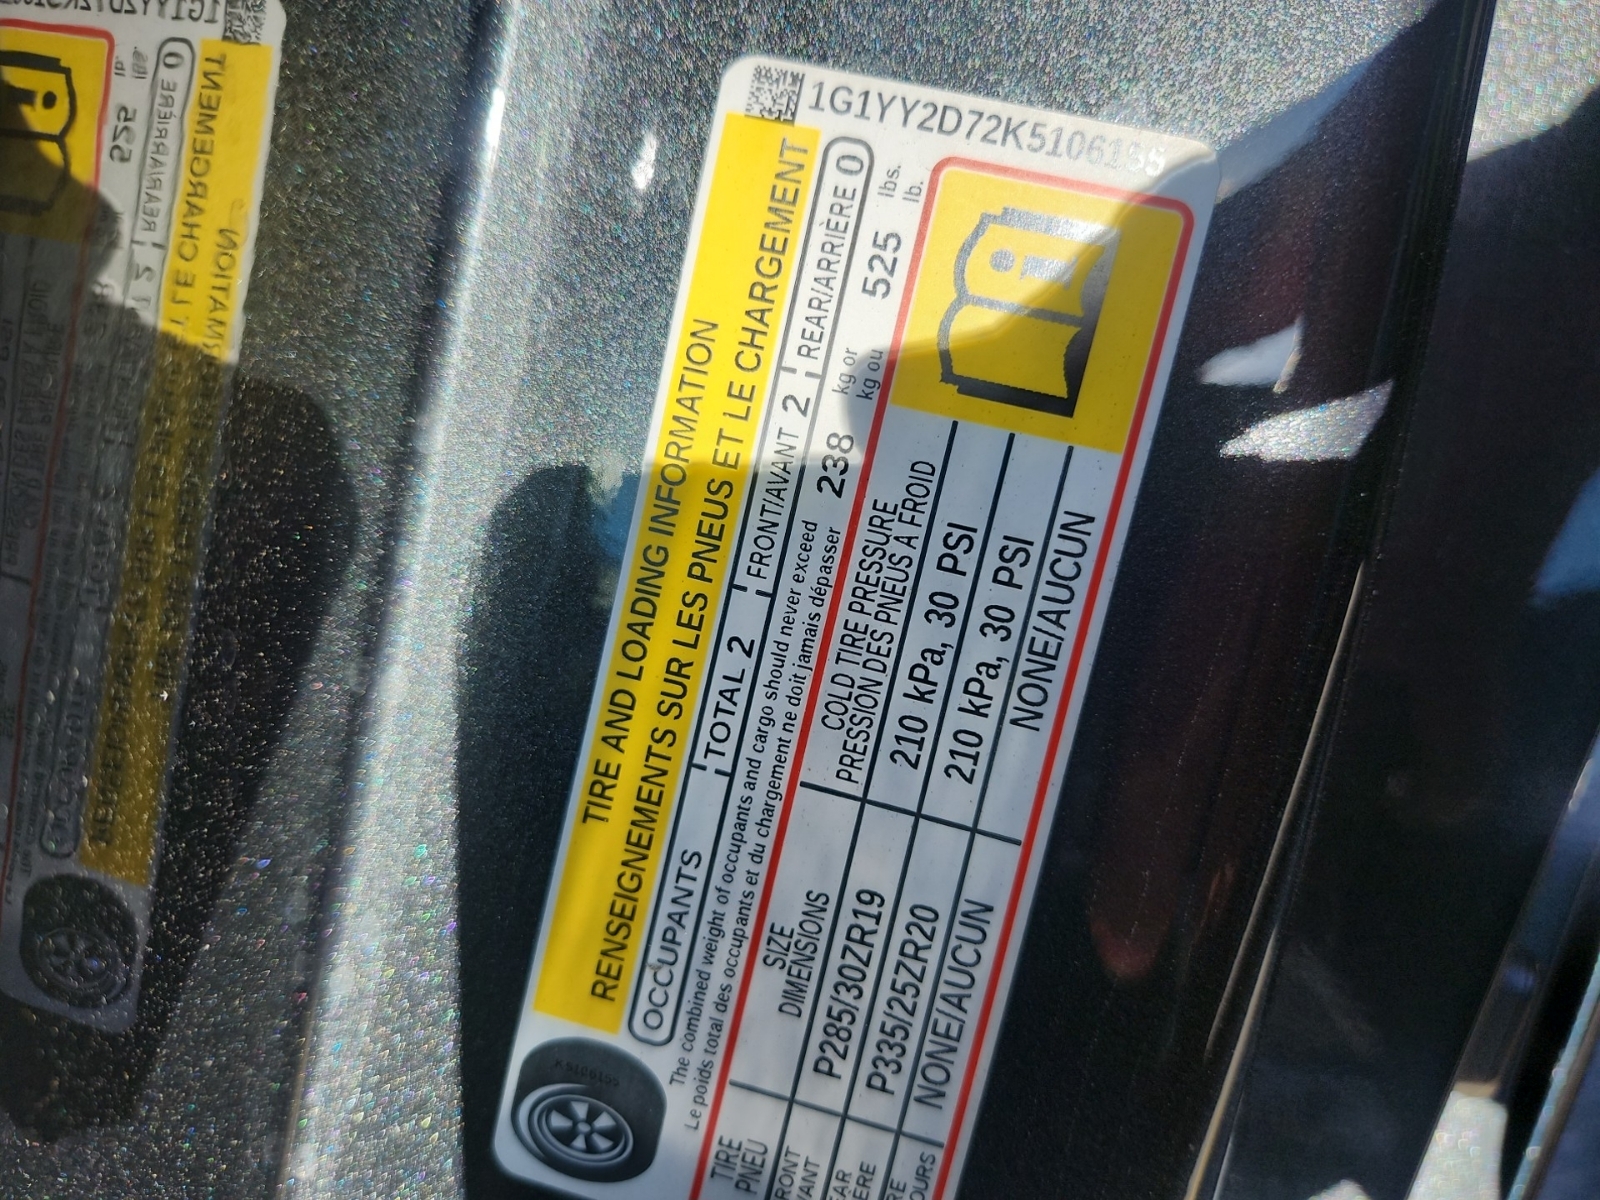 1G1YY2D72K5106155
TIRE AND LOADING INFORMATION
RENSEIGNEMENTS SUR LES PNEUS ET LE CHARGEMENT
OCCUPANTS TOTAL 2 FRONT/AVANT 2 REAR/ARRIÈRE 0
The combined weight of occupants and cargo should never exceed 238 kg or 525 lbs.
Le poids total des occupants et du chargement ne doit jamais dépasser kg ou lb.
TIRE SIZE COLD TIRE PRESSURE
PNEU DIMENSIONS PRESSION DES PNEUS A FROID
P285/30ZR19 210 kPa, 30 PSI
P335/25ZR20 210 kPa, 30 PSI
NONE/AUCUN NONE/AUCUN
K5106155